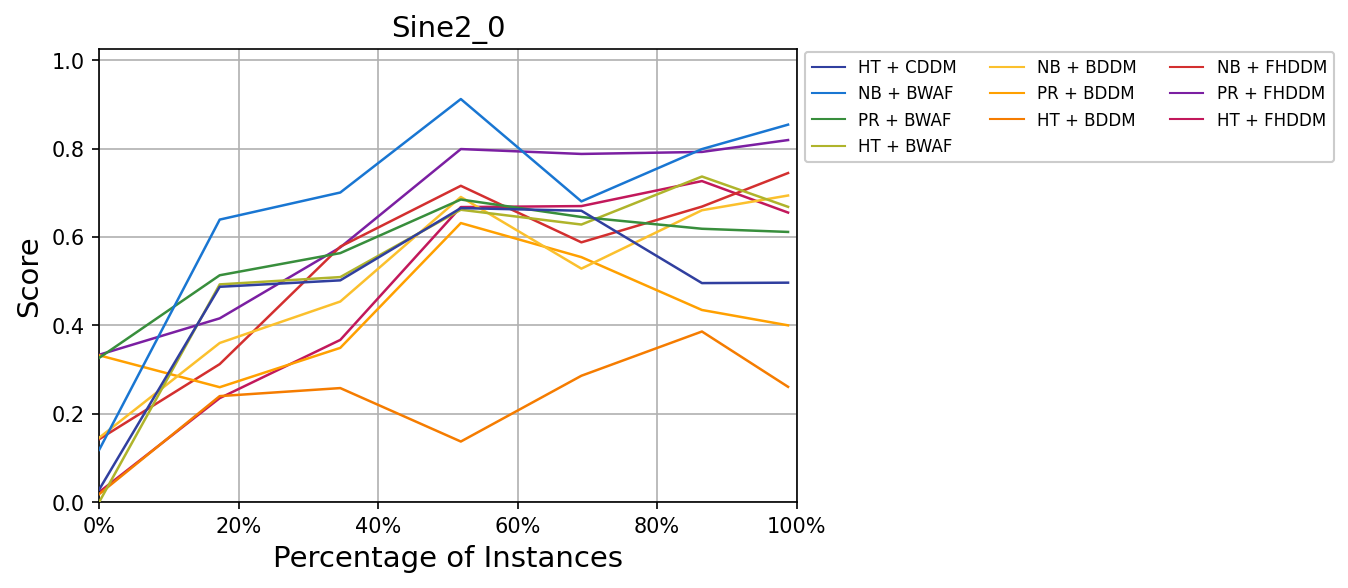 Sine2_0
1.0
0.8
0.6
0.4
0.2
0.0
Score
0%
20%
40%
60%
80%
100%
Percentage of Instances
HT + CDDM
NB + BWAF
PR + BWAF
HT + BWAF
NB + BDDM
PR + BDDM
HT + BDDM
NB + FHDDM
PR + FHDDM
HT + FHDDM